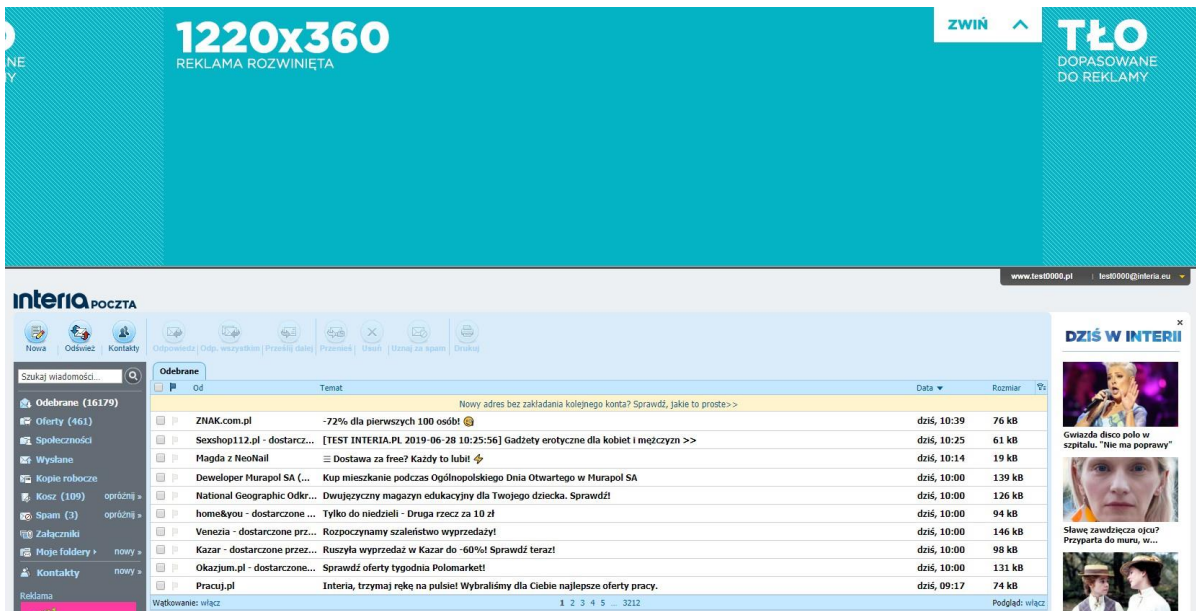 ZWIŃ
1220x360
REKLAMA ROZWINIĘTA
NE
Y
TŁO
DOPASOWANE
DO REKLAMY
www.test0000.pl test0000@interia.eu
interia POCZTA
Nowa Odśwież Kontakty Odpowiedz Odp. wszystkim Prześlij dalej Przenieś Usuń Uznaj za spam Drukuj
DZIŚ W INTERII
Szukaj wiadomości...
Odebrane
Od Temat Data Rozmiar
Nowy adres bez zakładania kolejnego konta? Sprawdź, jakie to proste>>
Odebrane (16179)
Oferty (461)
Społeczności
Wysłane
Kopie robocze
Kosz (109) opróżnij »
Spam (3) opróżnij »
Załączniki
Moje foldery nowy »
Kontakty nowy »
Reklama
ZNAK.com.pl -72% dla pierwszych 100 osób! dziś, 10:39 76 kB
Sexshop112.pl - dostarcz... [TEST INTERIA.PL 2019-06-28 10:25:56] Gadżety erotyczne dla kobiet i mężczyzn >> dziś, 10:25 61 kB
Magda z NeoNail Dostawa za free? Każdy to lubi! dziś, 10:14 19 kB
Deweloper Murapol SA (... Kup mieszkanie podczas Ogólnopolskiego Dnia Otwartego w Murapol SA dziś, 10:00 139 kB
National Geographic Odkr... Dwujęzyczny magazyn edukacyjny dla Twojego dziecka. Sprawdź! dziś, 10:00 126 kB
home&you - dostarczone ... Tylko do niedzieli - Druga rzecz za 10 zł dziś, 10:00 94 kB
Venezia - dostarczone prz... Rozpoczynamy szaleństwo wyprzedaży! dziś, 10:00 146 kB
Kazar - dostarczone przez... Ruszyła wyprzedaż w Kazar do -60%! Sprawdź teraz! dziś, 10:00 98 kB
Okazjum.pl - dostarczone... Sprawdź oferty tygodnia Polomarket! dziś, 10:00 131 kB
Pracuj.pl Interia, trzymaj rękę na pulsie! Wybraliśmy dla Ciebie najlepsze oferty pracy. dziś, 09:17 74 kB
Wątkowanie: włącz 1 2 3 4 5 ... 3212 Podgląd: włącz
Gwiazda disco polo w
szpitalu. "Nie ma poprawy"
Sławę zawdzięcza ojcu?
Przyparta do muru, w...